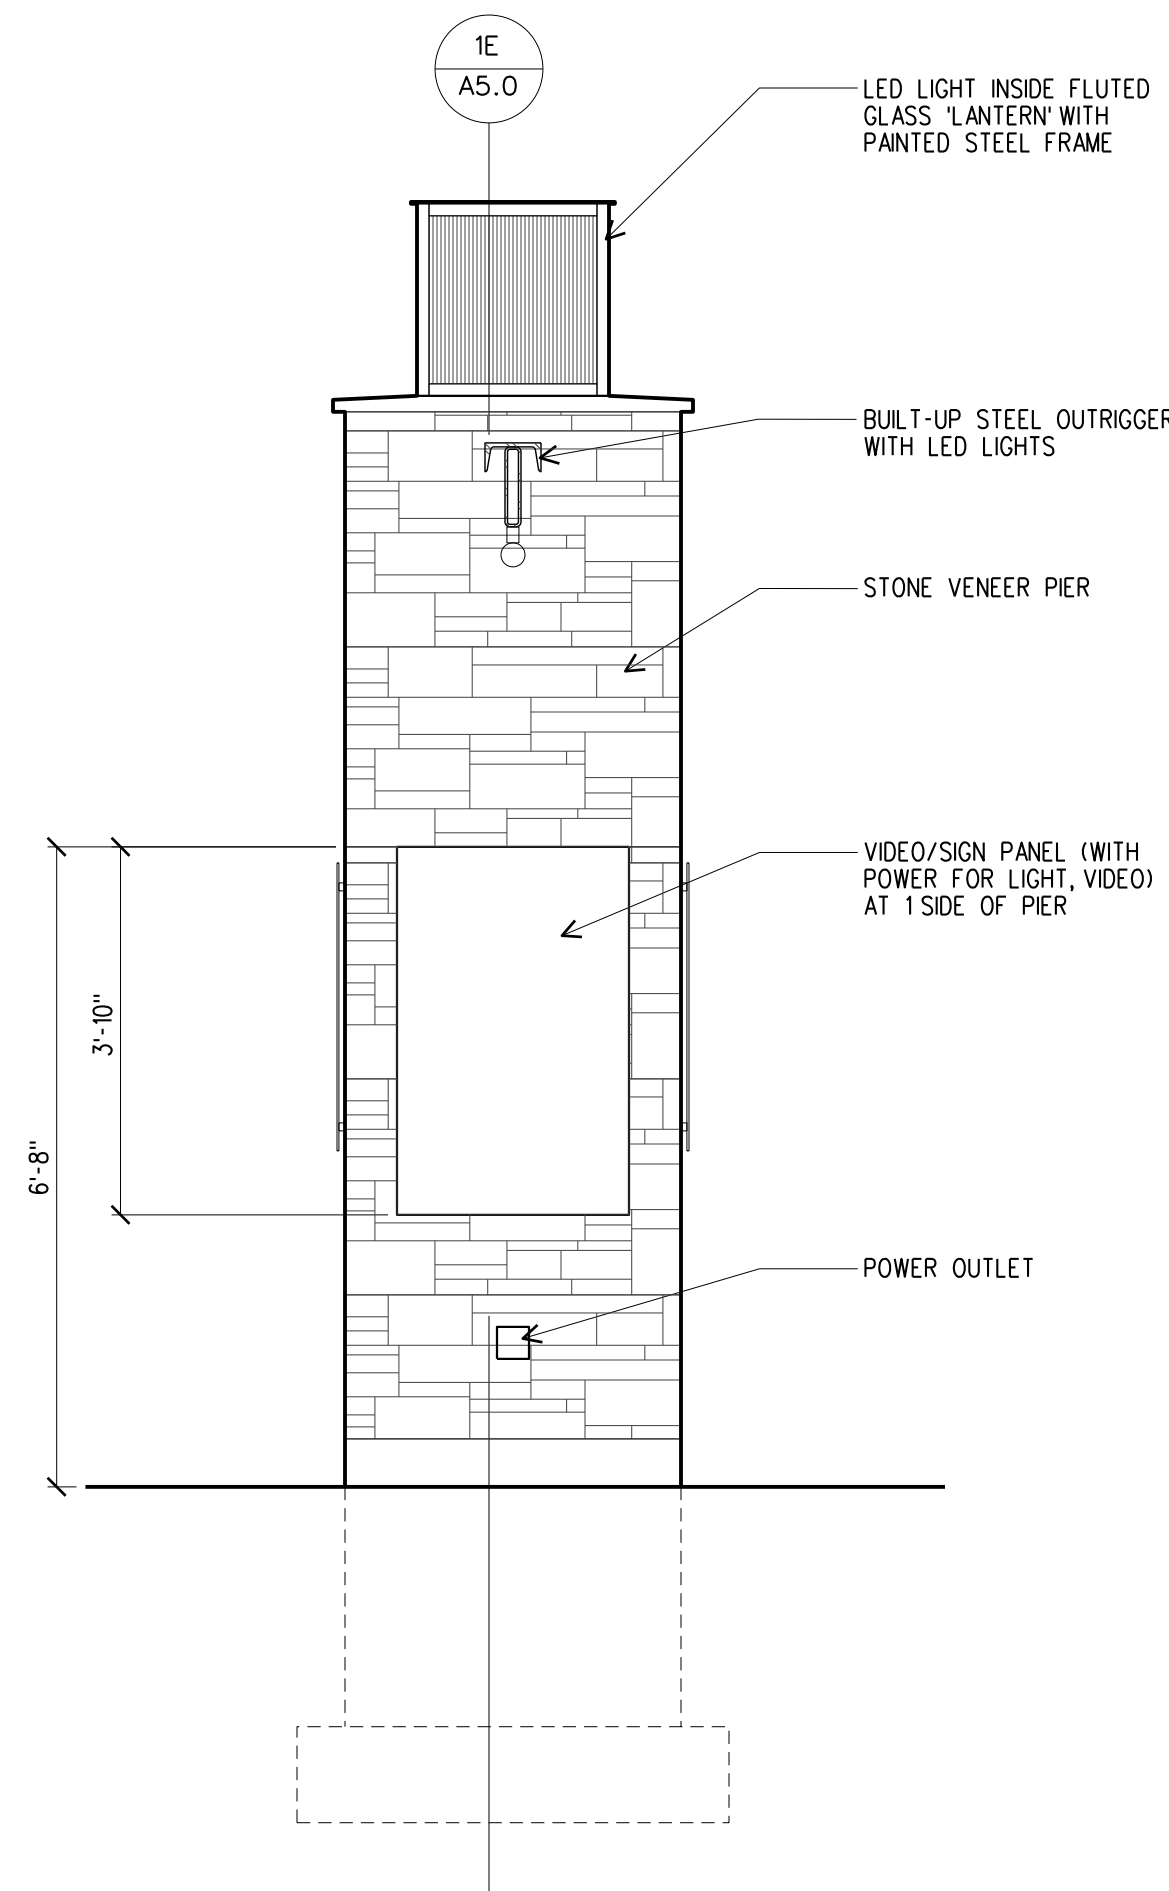 1E
A5.0
LED LIGHT INSIDE FLUTED
GLASS 'LANTERN' WITH
PAINTED STEEL FRAME
BUILT-UP STEEL OUTRIGGER
WITH LED LIGHTS
STONE VENEER PIER
VIDEO/SIGN PANEL (WITH
POWER FOR LIGHT, VIDEO)
AT 1 SIDE OF PIER
3'-10"
6'-8"
POWER OUTLET